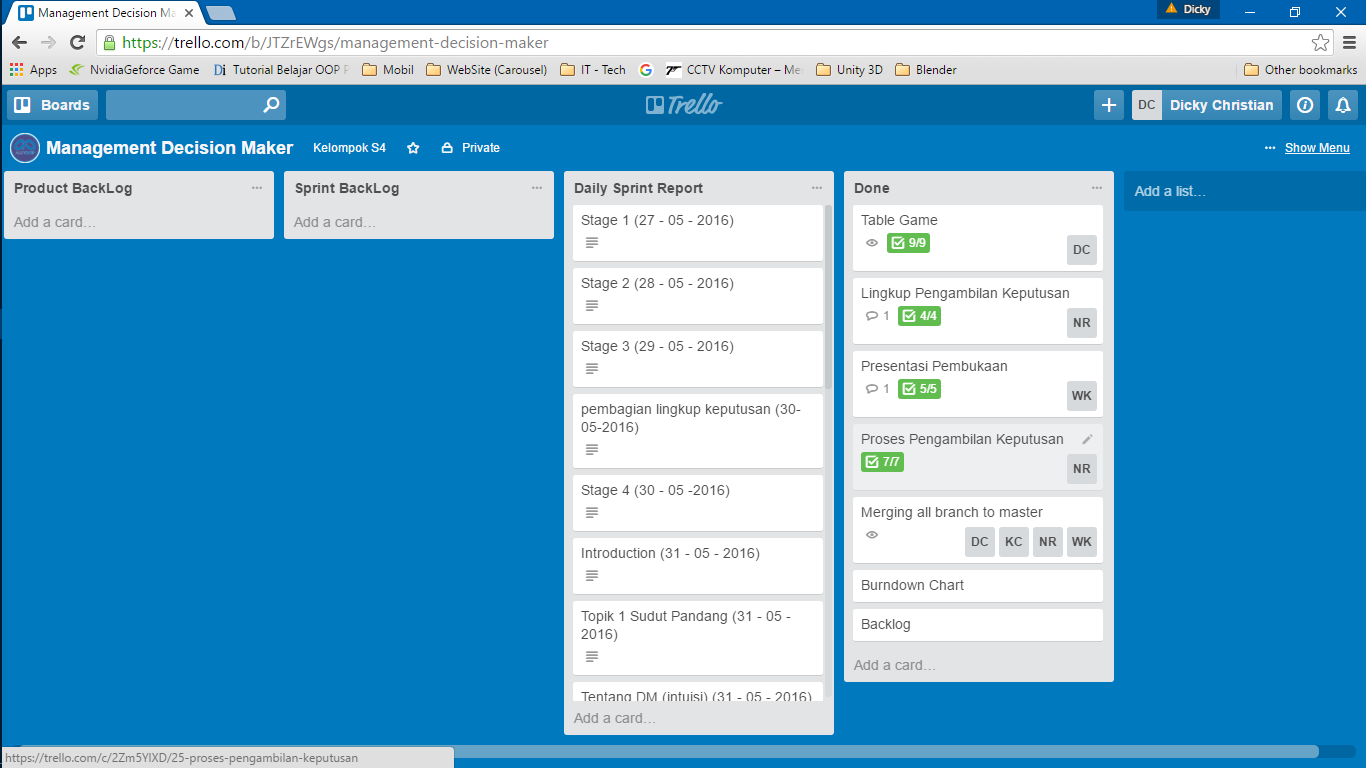 Management Decision Ma
Dicky
https://trello.com/b/JTZrEWgs/management-decision-maker
Apps
NvidiaGeforce Game
Di Tutorial Belajar OOP P
Mobil
WebSite (Carousel)
IT - Tech
CCTV Komputer – Me
Unity 3D
Blender
Other bookmarks
Boards
Trello
DC Dicky Christian
Management Decision Maker
Kelompok S4
Private
Show Menu
Product BackLog
Add a card…
Sprint BackLog
Add a card…
Daily Sprint Report
Stage 1 (27 - 05 - 2016)
Stage 2 (28 - 05 - 2016)
Stage 3 (29 - 05 - 2016)
pembagian lingkup keputusan (30-
05-2016)
Stage 4 (30 - 05 -2016)
Introduction (31 - 05 - 2016)
Topik 1 Sudut Pandang (31 - 05 -
2016)
Tentang DM (intuisi) (31 - 05 - 2016)
Add a card…
Done
Table Game
9/9
DC
Lingkup Pengambilan Keputusan
1 4/4
NR
Presentasi Pembukaan
1 5/5
WK
Proses Pengambilan Keputusan
7/7
NR
Merging all branch to master
DC KC NR WK
Burndown Chart
Backlog
Add a card…
Add a list…
https://trello.com/c/2Zm5YIXD/25-proses-pengambilan-keputusan